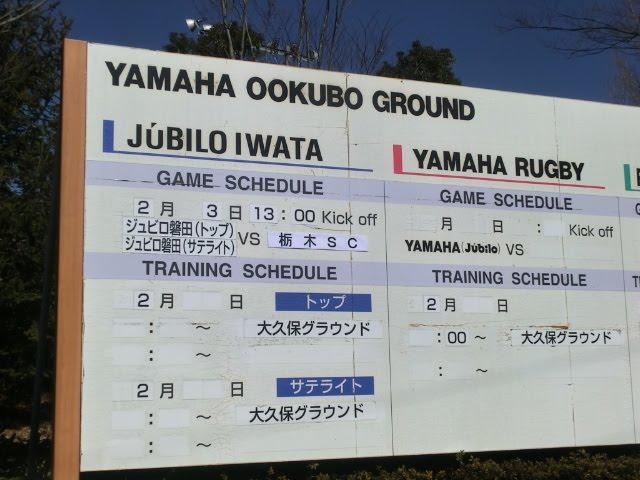 YAMAHA OOKUBO GROUND
JúBILO IWATA
GAME SCHEDULE
2月 3日 13:00 Kick off
ジュビロ磐田(トップ)
ジュビロ磐田(サテライト)
VS 栃木SC
TRAINING SCHEDULE
2月 日 トップ
: ～ 大久保グラウンド
: ～
2月 日 サテライト
: ～ 大久保グラウンド
: ～
YAMAHA RUGBY
GAME SCHEDULE
月 日 : Kick off
YAMAHA(Júbilo) VS
TRAINING SCHEDULE
2月 日
:00 ～ 大久保グラウンド
: ～